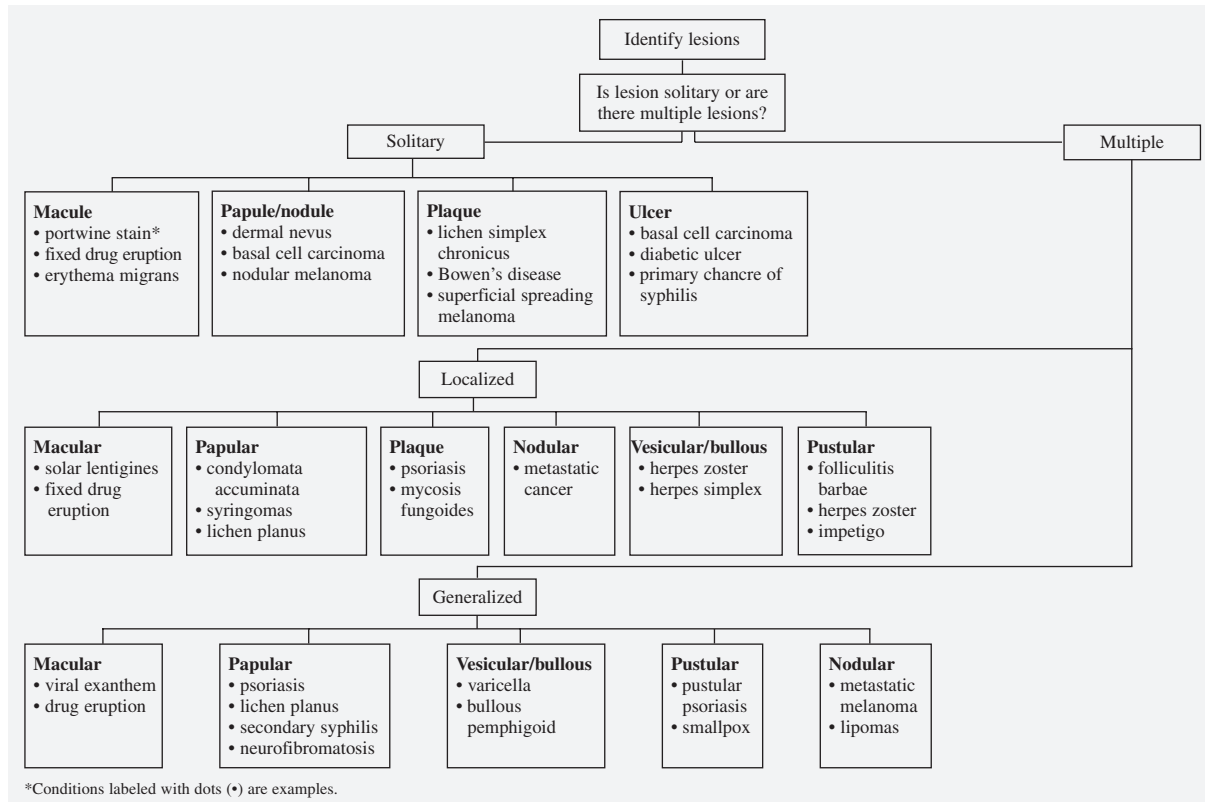 Identify lesions
Is lesion solitary or are
there multiple lesions?
Solitary
Multiple
Macule
• portwine stain*
• fixed drug eruption
• erythema migrans
Papule/nodule
• dermal nevus
• basal cell carcinoma
• nodular melanoma
Plaque
• lichen simplex
chronicus
• Bowen's disease
• superficial spreading
melanoma
Ulcer
• basal cell carcinoma
• diabetic ulcer
• primary chancre of
syphilis
Localized
Macular
• solar lentigines
• fixed drug
eruption
Papular
• condylomata
accuminata
• syringomas
• lichen planus
Plaque
• psoriasis
• mycosis
fungoides
Nodular
• metastatic
cancer
Vesicular/bullous
• herpes zoster
• herpes simplex
Pustular
• folliculitis
barbae
• herpes zoster
• impetigo
Generalized
Macular
• viral exanthem
• drug eruption
Papular
• psoriasis
• lichen planus
• secondary syphilis
• neurofibromatosis
Vesicular/bullous
• varicella
• bullous
pemphigoid
Pustular
• pustular
psoriasis
• smallpox
Nodular
• metastatic
melanoma
• lipomas
*Conditions labeled with dots (•) are examples.